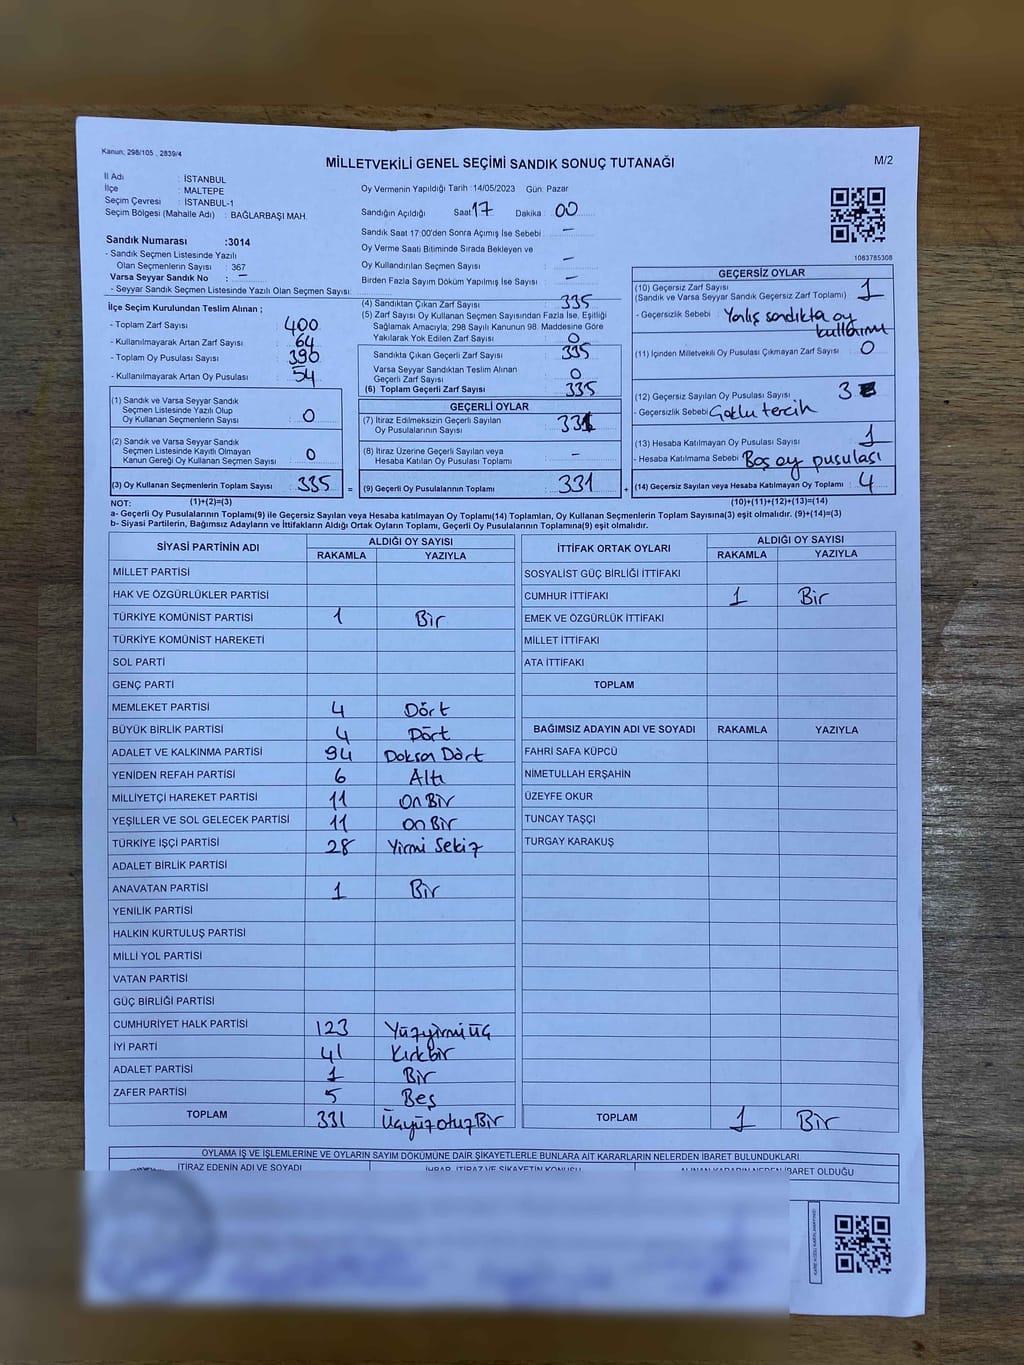 Kanun; 298/105 , 2839/4
MİLLETVEKİLİ GENEL SEÇİMİ SANDIK SONUÇ TUTANAĞI
M/2
İl Adı : İSTANBUL
İlçe : MALTEPE
Seçim Çevresi : İSTANBUL-1
Seçim Bölgesi (Mahalle Adı) : BAĞLARBAŞI MAH.
Sandık Numarası :3014
- Sandık Seçmen Listesinde Yazılı
Olan Seçmenlerin Sayısı : 367
Varsa Seyyar Sandık No : -
- Seyyar Sandık Seçmen Listesinde Yazılı Olan Seçmen Sayısı:
İlçe Seçim Kurulundan Teslim Alınan ;
- Toplam Zarf Sayısı : 400
- Kullanılmayarak Artan Zarf Sayısı : 64
- Toplam Oy Pusulası Sayısı : 390
- Kullanılmayarak Artan Oy Pusulası : 54
(1) Sandık ve Varsa Seyyar Sandık
Seçmen Listesinde Yazılı Olup
Oy Kullanan Seçmenlerin Sayısı : 0
(2) Sandık ve Varsa Seyyar Sandık
Seçmen Listesinde Kayıtlı Olmayan
Kanun Gereği Oy Kullanan Seçmen Sayısı : 0
(3) Oy Kullanan Seçmenlerin Toplam Sayısı : 335
Oy Vermenin Yapıldığı Tarih :14/05/2023 Gün: Pazar
Sandığın Açıldığı Saat: 17 Dakika : 00
Sandık Saat 17:00'den Sonra Açımış İse Sebebi : -
Oy Verme Saati Bitiminde Sırada Bekleyen ve
Oy Kullandırılan Seçmen Sayısı : -
Birden Fazla Sayım Döküm Yapılmış İse Sayısı : -
(4) Sandıktan Çıkan Zarf Sayısı : 335
(5) Zarf Sayısı Oy Kullanan Seçmen Sayısından Fazla İse, Eşitliği
Sağlamak Amacıyla; 298 Sayılı Kanunun 98. Maddesine Göre
Yakılarak Yok Edilen Zarf Sayısı : 0
Sandıkta Çıkan Geçerli Zarf Sayısı : 335
Varsa Seyyar Sandıktan Teslim Alınan
Geçerli Zarf Sayısı : 0
(6) Toplam Geçerli Zarf Sayısı : 335
GEÇERLİ OYLAR
(7) İtiraz Edilmeksizin Geçerli Sayılan
Oy Pusulalarının Sayısı : 331
(8) İtiraz Üzerine Geçerli Sayılan veya
Hesaba Katılan Oy Pusulası Toplamı : -
= (9) Geçerli Oy Pusulalarının Toplamı : 331 +
1083785308
GEÇERSİZ OYLAR
(10) Geçersiz Zarf Sayısı
(Sandık ve Varsa Seyyar Sandık Geçersiz Zarf Toplamı) : 1
- Geçersizlik Sebebi : Yanlış sandıkta oy
kullanımı
(11) İçinden Milletvekili Oy Pusulası Çıkmayan Zarf Sayısı : 0
(12) Geçersiz Sayılan Oy Pusulası Sayısı : 3
- Geçersizlik Sebebi : Çoklu tercih
(13) Hesaba Katılmayan Oy Pusulası Sayısı : 1
- Hesaba Katılmama Sebebi : Boş oy pusulası
(14) Geçersiz Sayılan veya Hesaba Katılmayan Oy Toplamı : 4
NOT: (1)+(2)=(3) (10)+(11)+(12)+(13)=(14)
a- Geçerli Oy Pusulalarının Toplamı(9) ile Geçersiz Sayılan veya Hesaba katılmayan Oy Toplamı(14) Toplamları, Oy Kullanan Seçmenlerin Toplam Sayısına(3) eşit olmalıdır. (9)+(14)=(3)
b- Siyasi Partilerin, Bağımsız Adayların ve İttifakların Aldığı Ortak Oyların Toplamı, Geçerli Oy Pusulalarının Toplamına(9) eşit olmalıdır.
SİYASİ PARTİNİN ADI ALDIĞI OY SAYISI
RAKAMLA YAZIYLA
MİLLET PARTİSİ
HAK VE ÖZGÜRLÜKLER PARTİSİ
TÜRKİYE KOMÜNİST PARTİSİ 1 Bir
TÜRKİYE KOMÜNİST HAREKETİ
SOL PARTİ
GENÇ PARTİ
MEMLEKET PARTİSİ 4 Dört
BÜYÜK BİRLİK PARTİSİ 4 Dört
ADALET VE KALKINMA PARTİSİ 94 Doksan Dört
YENİDEN REFAH PARTİSİ 6 Altı
MİLLİYETÇİ HAREKET PARTİSİ 11 On Bir
YEŞİLLER VE SOL GELECEK PARTİSİ 11 on Bir
TÜRKİYE İŞÇİ PARTİSİ 28 Yirmi Sekiz
ADALET BİRLİK PARTİSİ
ANAVATAN PARTİSİ 1 Bir
YENİLİK PARTİSİ
HALKIN KURTULUŞ PARTİSİ
MİLLİ YOL PARTİSİ
VATAN PARTİSİ
GÜÇ BİRLİĞİ PARTİSİ
CUMHURİYET HALK PARTİSİ 123 Yüzyirmi üç
İYİ PARTİ 41 Kırkbir
ADALET PARTİSİ 1 Bir
ZAFER PARTİSİ 5 Beş
TOPLAM 331 Üçyüz otuz Bir
İTTİFAK ORTAK OYLARI ALDIĞI OY SAYISI
RAKAMLA YAZIYLA
SOSYALİST GÜÇ BİRLİĞİ İTTİFAKI
CUMHUR İTTİFAKI 1 Bir
EMEK VE ÖZGÜRLÜK İTTİFAKI
MİLLET İTTİFAKI
ATA İTTİFAKI
TOPLAM
BAĞIMSIZ ADAYIN ADI VE SOYADI RAKAMLA YAZIYLA
FAHRİ SAFA KÜPCÜ
NİMETULLAH ERŞAHİN
ÜZEYFE OKUR
TUNCAY TAŞÇI
TURGAY KARAKUŞ
TOPLAM 1 Bir
OYLAMA İŞ VE İŞLEMLERİNE VE OYLARIN SAYIM DÖKÜMÜNE DAİR ŞİKAYETLERLE BUNLARA AİT KARARLARIN NELERDEN İBARET BULUNDUKLARI
İTİRAZ EDENİN ADI VE SOYADI İHBAR, İTİRAZ VE ŞİKAYETİN KONUSU ALINAN KARARIN NEDEN İBARET OLDUĞU